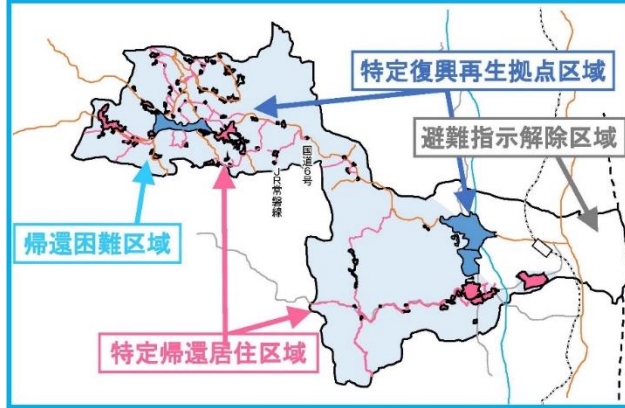 特定復興再生拠点区域
避難指示解除区域
国道6号
JR常磐線
帰還困難区域
特定帰還居住区域